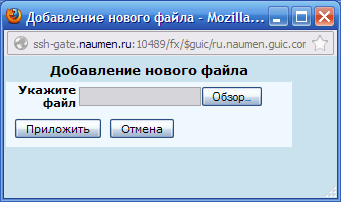 Добавление нового файла - Mozilla...
ssh-gate.naumen.ru:10489/fx/$guic/ru.naumen.guic.com
Добавление нового файла
Укажите
файл
Обзор...
Приложить
Отмена